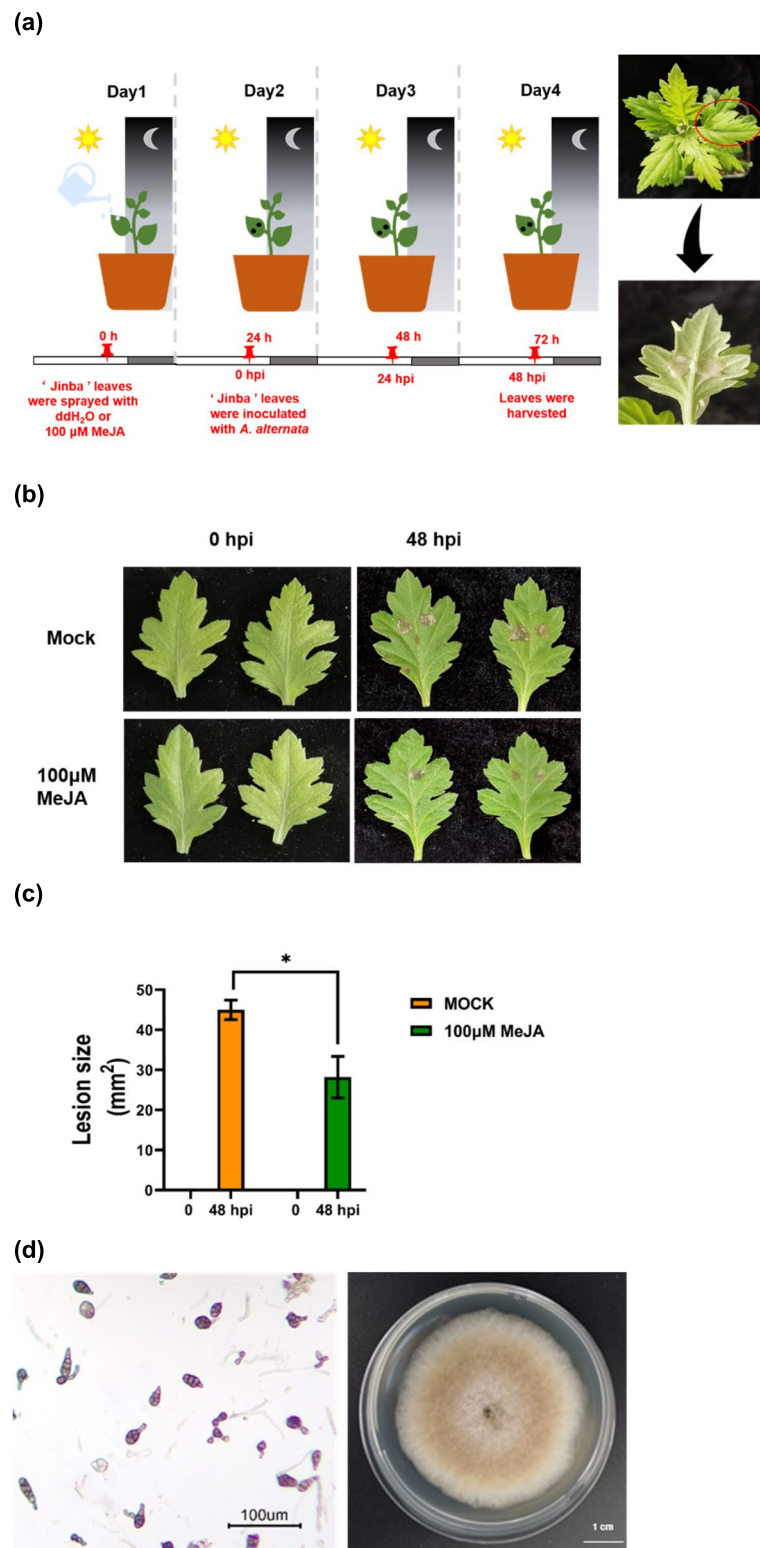 (a)
Day1 Day2 Day3 Day4
0 h 24 h 48 h 72 h
0 hpi 24 hpi 48 hpi
‘ Jinba ’ leaves
were sprayed with
ddH₂O or
100 μM MeJA
‘ Jinba ’ leaves
were inoculated
with A. alternata
Leaves were
harvested
(b)
0 hpi 48 hpi
Mock
100μM
MeJA
(c)
*
Lesion size
(mm²)
50
40
30
20
10
0
0 48 hpi 0 48 hpi
MOCK
100μM MeJA
(d)
100um
1 cm